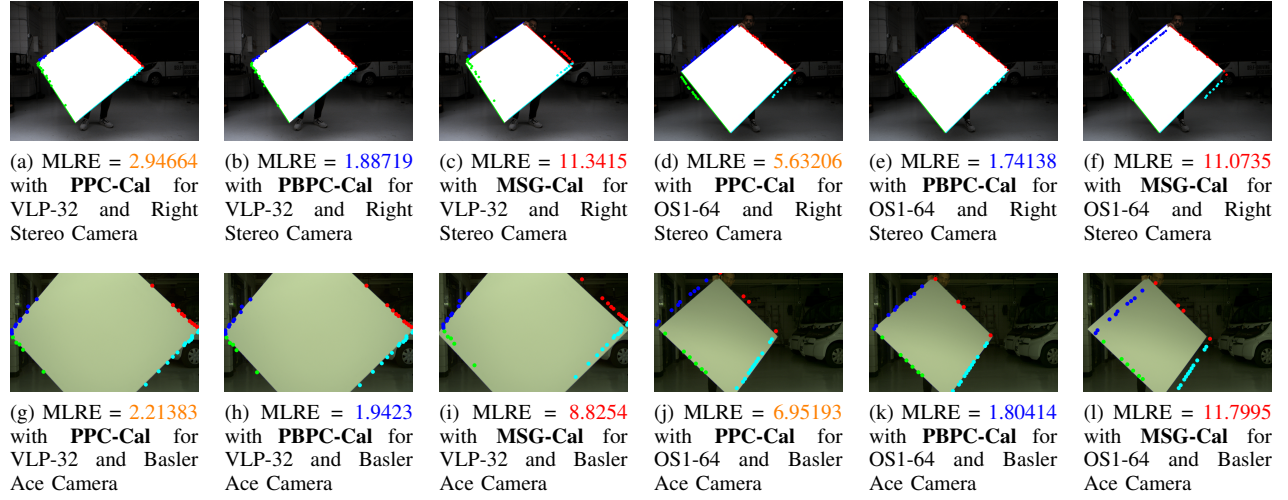 (a) MLRE = 2.94664
with PPC-Cal for
VLP-32 and Right
Stereo Camera
(b) MLRE = 1.88719
with PBPC-Cal for
VLP-32 and Right
Stereo Camera
(c) MLRE = 11.3415
with MSG-Cal for
VLP-32 and Right
Stereo Camera
(d) MLRE = 5.63206
with PPC-Cal for
OS1-64 and Right
Stereo Camera
(e) MLRE = 1.74138
with PBPC-Cal for
OS1-64 and Right
Stereo Camera
(f) MLRE = 11.0735
with MSG-Cal for
OS1-64 and Right
Stereo Camera
(g) MLRE = 2.21383
with PPC-Cal for
VLP-32 and Basler
Ace Camera
(h) MLRE = 1.9423
with PBPC-Cal for
VLP-32 and Basler
Ace Camera
(i) MLRE = 8.8254
with MSG-Cal for
VLP-32 and Basler
Ace Camera
(j) MLRE = 6.95193
with PPC-Cal for
OS1-64 and Basler
Ace Camera
(k) MLRE = 1.80414
with PBPC-Cal for
OS1-64 and Basler
Ace Camera
(l) MLRE = 11.7995
with MSG-Cal for
OS1-64 and Basler
Ace Camera